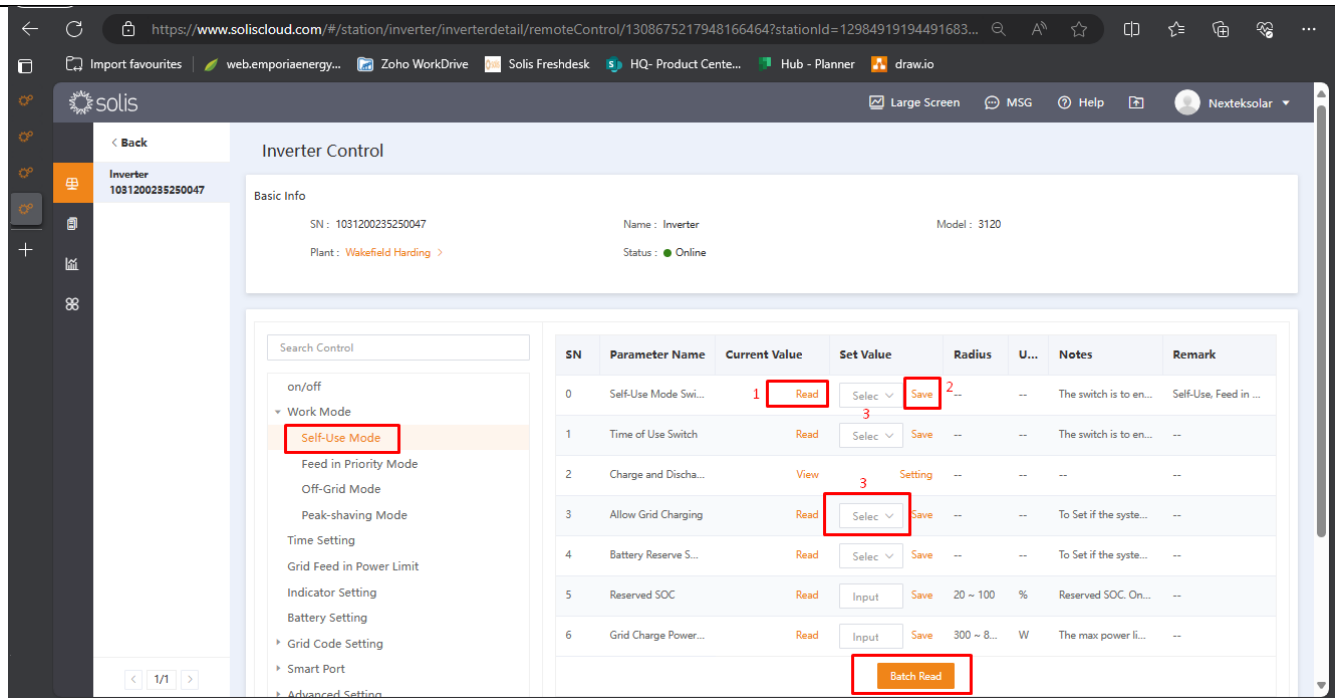 https://www.soliscloud.com/#/station/inverter/inverterdetail/remoteControl/1308675217948166464?stationId=12984919194491683...
Import favourites
web.emporiaenergy...
Zoho WorkDrive
Solis Freshdesk
HQ- Product Cente...
Hub - Planner
draw.io
solis
Large Screen
MSG
Help
Nexteksolar
< Back
Inverter
1031200235250047
Inverter Control
Basic Info
SN : 1031200235250047 Name : Inverter Model : 3120
Plant : Wakefield Harding > Status : Online
Search Control
on/off
Work Mode
Self-Use Mode
Feed in Priority Mode
Off-Grid Mode
Peak-shaving Mode
Time Setting
Grid Feed in Power Limit
Indicator Setting
Battery Setting
Grid Code Setting
Smart Port
Advanced Setting
< 1/1 >
SN Parameter Name Current Value Set Value Radius U... Notes Remark
0 Self-Use Mode Swi... 1 Read Selec Save 2 -- -- The switch is to en... Self-Use, Feed in ...
3
1 Time of Use Switch Read Selec Save -- -- The switch is to en... --
2 Charge and Discha... View Setting -- -- -- --
3
3 Allow Grid Charging Read Selec Save -- -- To Set if the syste... --
4 Battery Reserve S... Read Selec Save -- -- To Set if the syste... --
5 Reserved SOC Read Input Save 20 ~ 100 % Reserved SOC. On... --
6 Grid Charge Power... Read Input Save 300 ~ 8... W The max power li... --
Batch Read